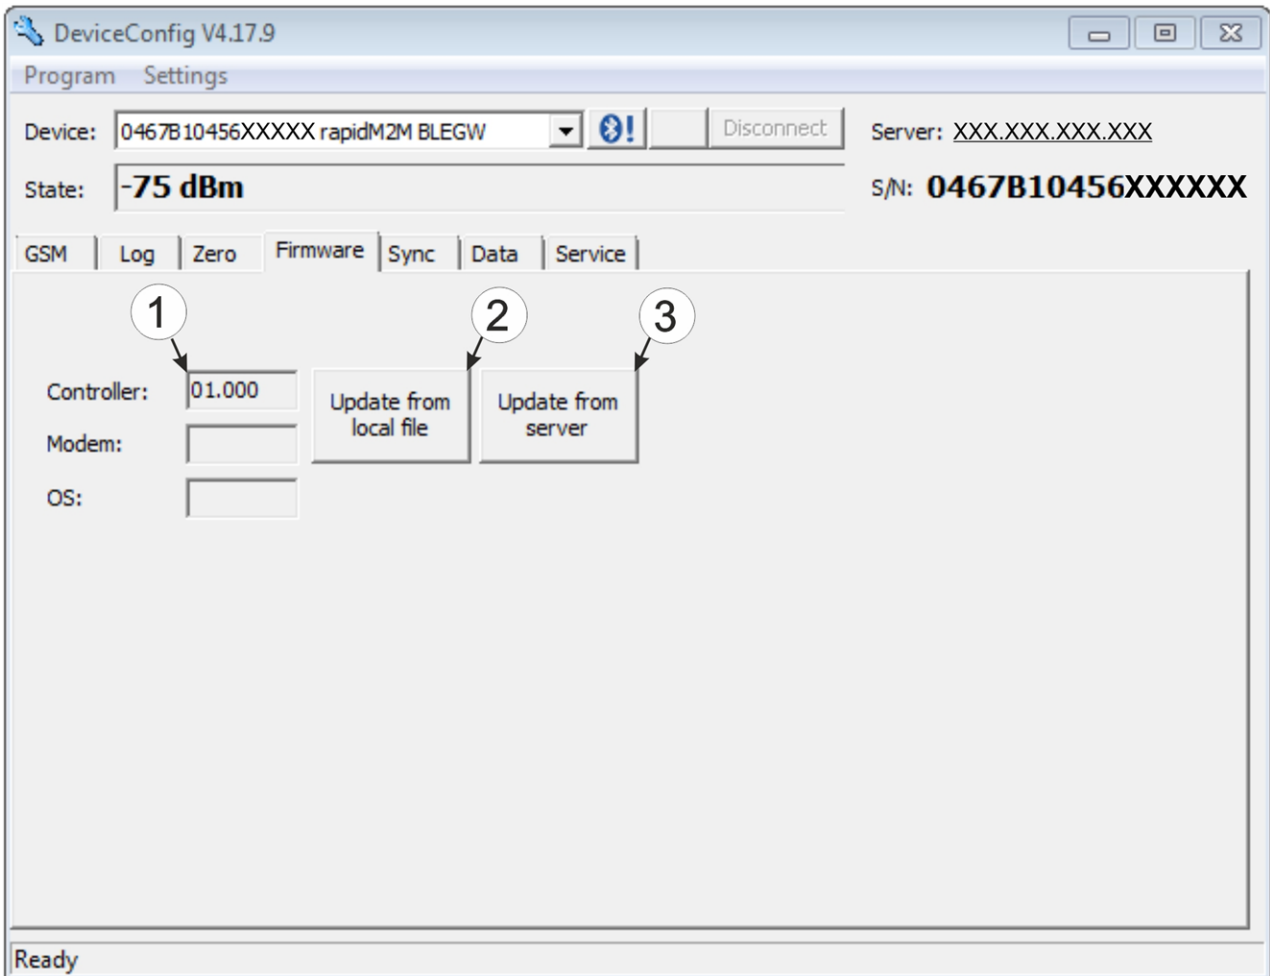 DeviceConfig V4.17.9
Program Settings
Device: 0467B10456XXXXX rapidM2M BLEGW Disconnect Server: XXX.XXX.XXX.XXX
State: -75 dBm S/N: 0467B10456XXXXXX
GSM Log Zero Firmware Sync Data Service
1 2 3
Controller: 01.000
Update from local file
Update from server
Modem:
OS:
Ready